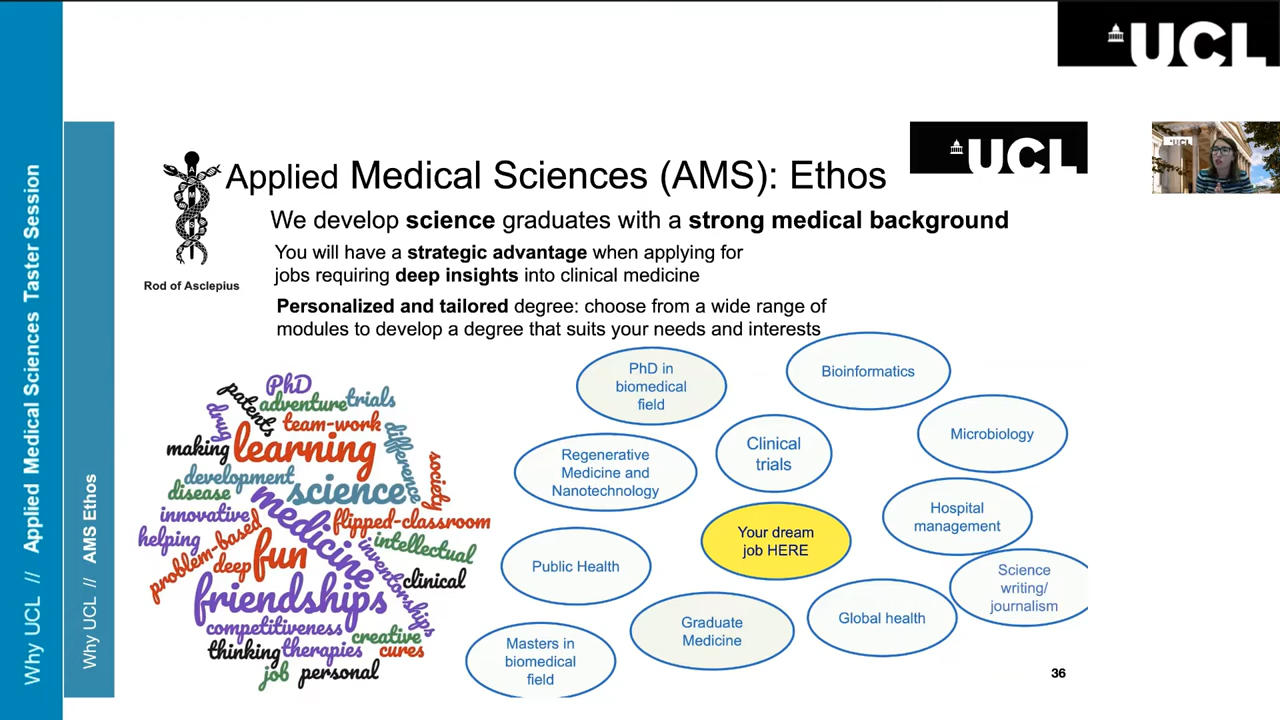 UCL
UCL
UCL
Why UCL // Applied Medical Sciences Taster Session
Why UCL // AMS Ethos
Applied Medical Sciences (AMS): Ethos
We develop science graduates with a strong medical background
You will have a strategic advantage when applying for
jobs requiring deep insights into clinical medicine
Rod of Asclepius
Personalized and tailored degree: choose from a wide range of
modules to develop a degree that suits your needs and interests
PhD
patents
adventure
trials
drug
team-work
difference
making
learning
society
development
science
disease
medicine
innovative
flipped-classroom
helping
problem-based
fun
inventorships
intellectual
deep
clinical
friendships
competitiveness
creative
thinking
therapies
cures
job
personal
PhD in
biomedical
field
Bioinformatics
Clinical
trials
Microbiology
Regenerative
Medicine and
Nanotechnology
Hospital
management
Your dream
job HERE
Public Health
Science
writing/
journalism
Graduate
Medicine
Global health
Masters in
biomedical
field
36